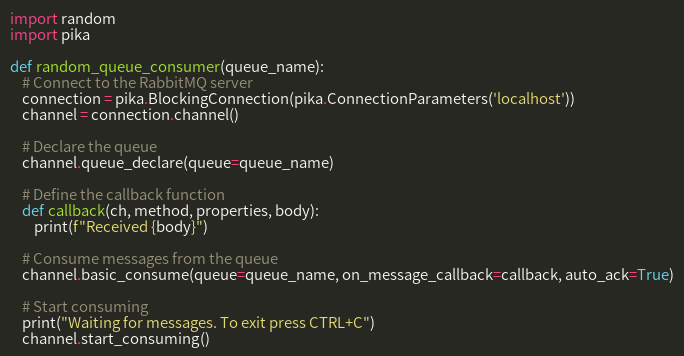 import random
import pika

def random_queue_consumer(queue_name):
    # Connect to the RabbitMQ server
    connection = pika.BlockingConnection(pika.ConnectionParameters('localhost'))
    channel = connection.channel()

    # Declare the queue
    channel.queue_declare(queue=queue_name)

    # Define the callback function
    def callback(ch, method, properties, body):
        print(f"Received {body}")

    # Consume messages from the queue
    channel.basic_consume(queue=queue_name, on_message_callback=callback, auto_ack=True)

    # Start consuming
    print("Waiting for messages. To exit press CTRL+C")
    channel.start_consuming()